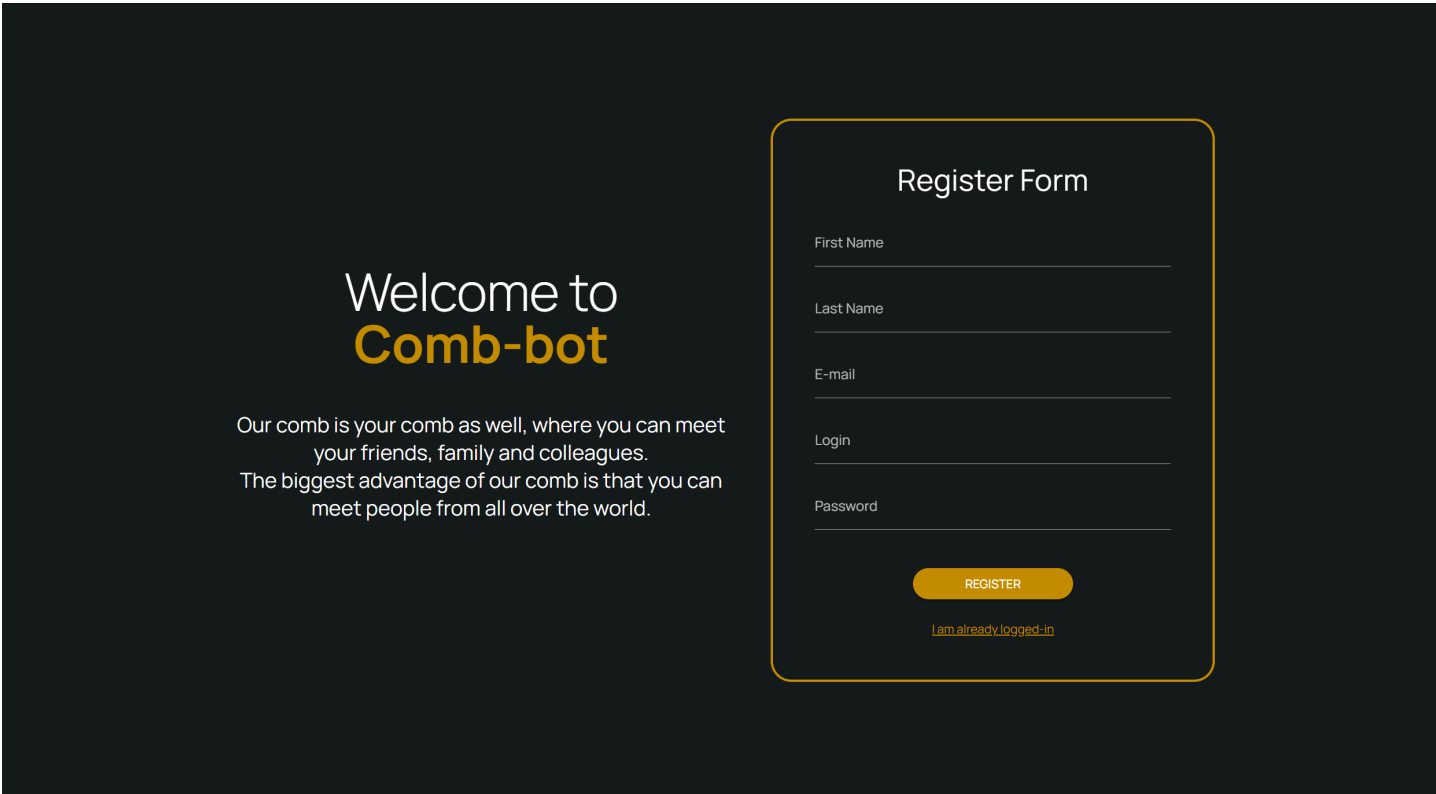 Welcome to
Comb-bot
Our comb is your comb as well, where you can meet
your friends, family and colleagues.
The biggest advantage of our comb is that you can
meet people from all over the world.
Register Form
First Name
Last Name
E-mail
Login
Password
REGISTER
I am already logged-in